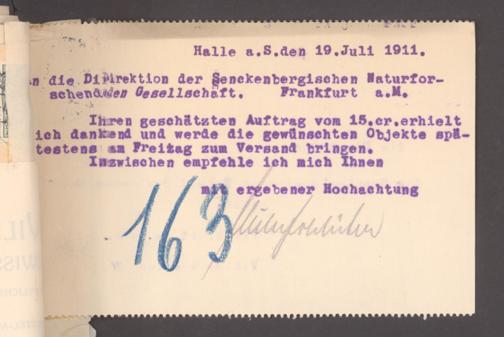 Halle a.S.den 19.Juli 1911.
n die Dipirektion der Senckenbergischen Naturfor-
schenden Gesellschaft. Frankfurt a.M.
Ihren geschätzten Auftrag vom 15.cr.erhielt
ich dankend und werde die gewünschten Objekte spä-
testens am Freitag zum Versand bringen.
Inzwischen empfehle ich mich Ihnen
mit ergebener Hochachtung
163